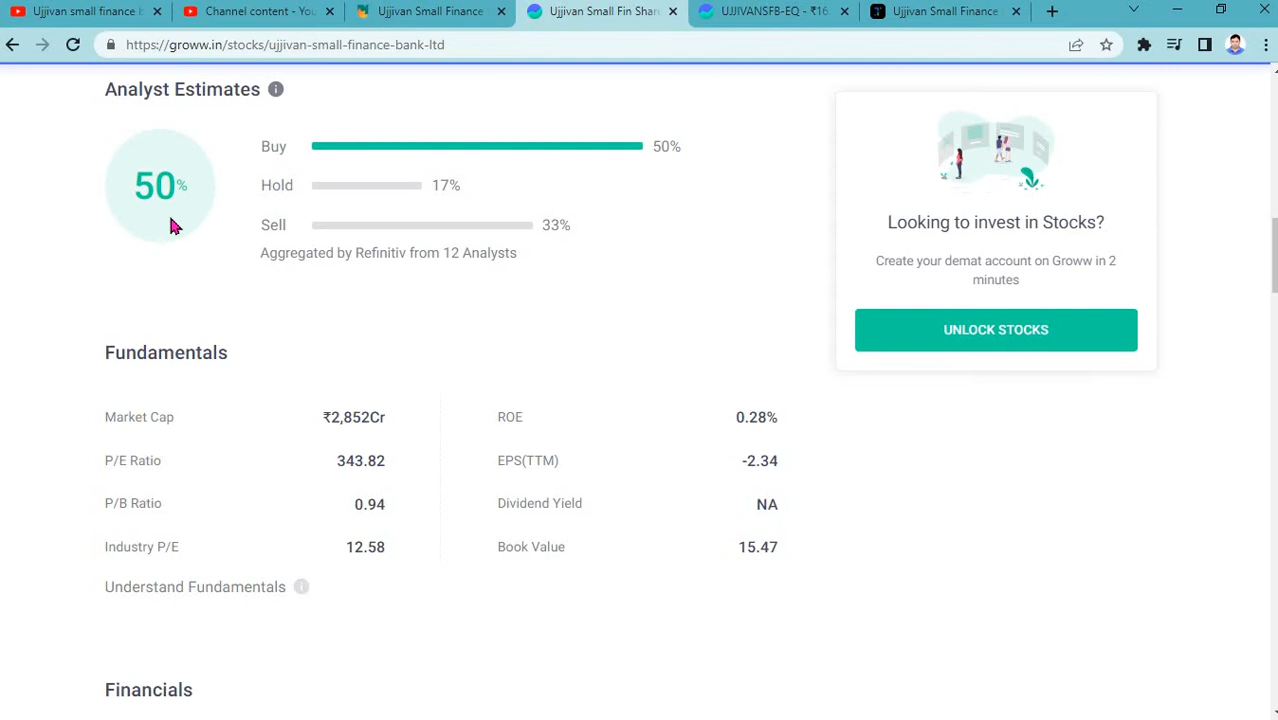 Ujjivan small finance b
Channel content - You
Ujjivan Small Finance
Ujjivan Small Fin Shar
UJJIVANSFB-EQ - ₹16
Ujjivan Small Finance
https://groww.in/stocks/ujjivan-small-finance-bank-ltd
Analyst Estimates
50%
Buy 50%
Hold 17%
Sell 33%
Aggregated by Refinitiv from 12 Analysts
Looking to invest in Stocks?
Create your demat account on Groww in 2
minutes
UNLOCK STOCKS
Fundamentals
Market Cap ₹2,852Cr ROE 0.28%
P/E Ratio 343.82 EPS(TTM) -2.34
P/B Ratio 0.94 Dividend Yield NA
Industry P/E 12.58 Book Value 15.47
Understand Fundamentals
Financials